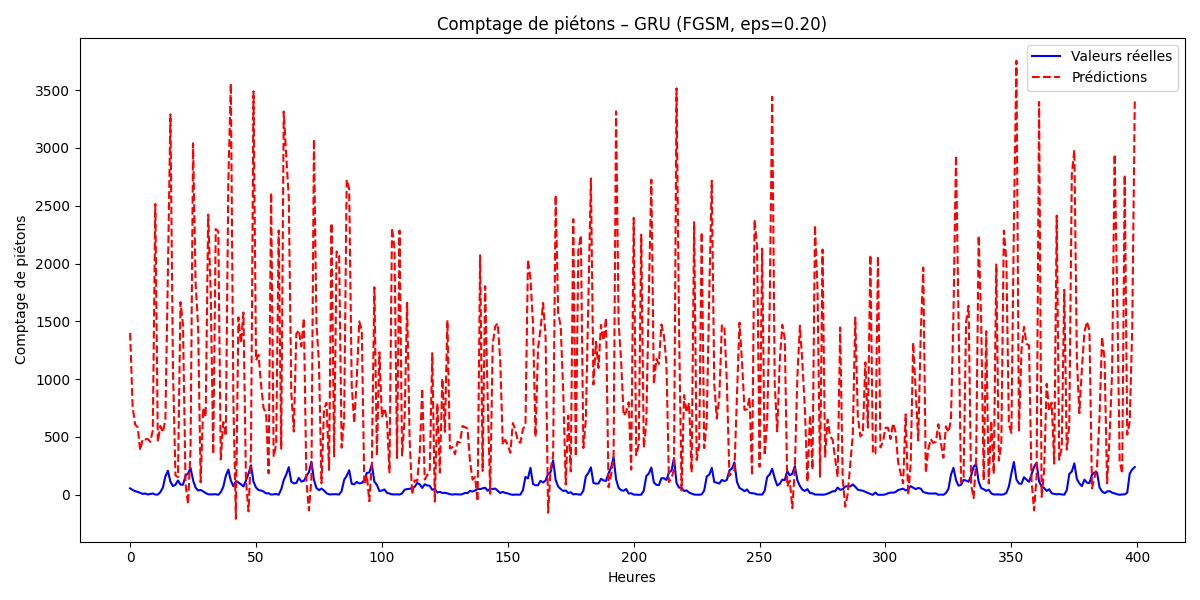 Comptage de piétons – GRU (FGSM, eps=0.20)
Valeurs réelles
Prédictions
Comptage de piétons
3500
3000
2500
2000
1500
1000
500
0
0 50 100 150 200 250 300 350 400
Heures